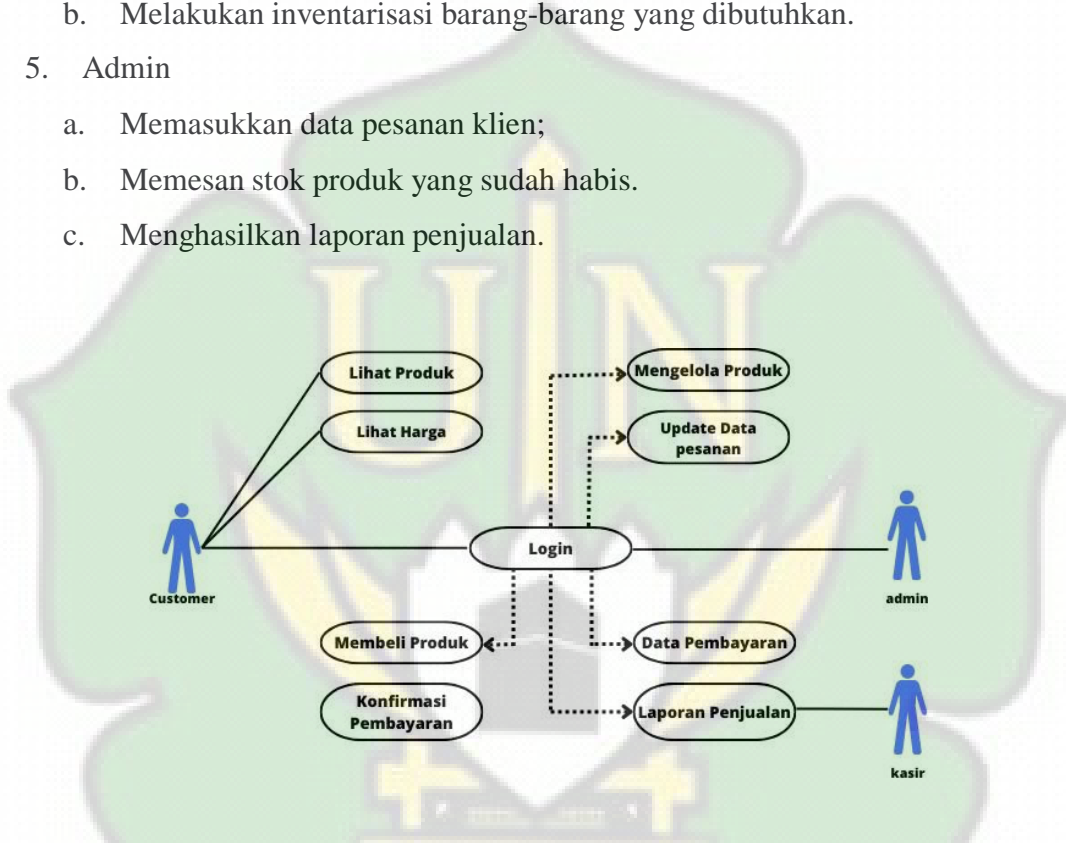 b. Melakukan inventarisasi barang-barang yang dibutuhkan.
5. Admin
a. Memasukkan data pesanan klien;
b. Memesan stok produk yang sudah habis.
c. Menghasilkan laporan penjualan.
UIN
Lihat Produk
Mengelola Produk
Lihat Harga
Update Data
pesanan
Login
Customer
admin
Membeli Produk
Data Pembayaran
Konfirmasi
Pembayaran
Laporan Penjualan
kasir